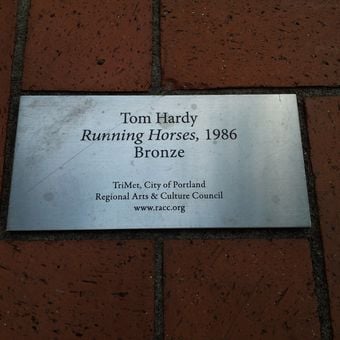 Tom Hardy
Running Horses, 1986
Bronze
TriMet, City of Portland
Regional Arts & Culture Council
www.racc.org